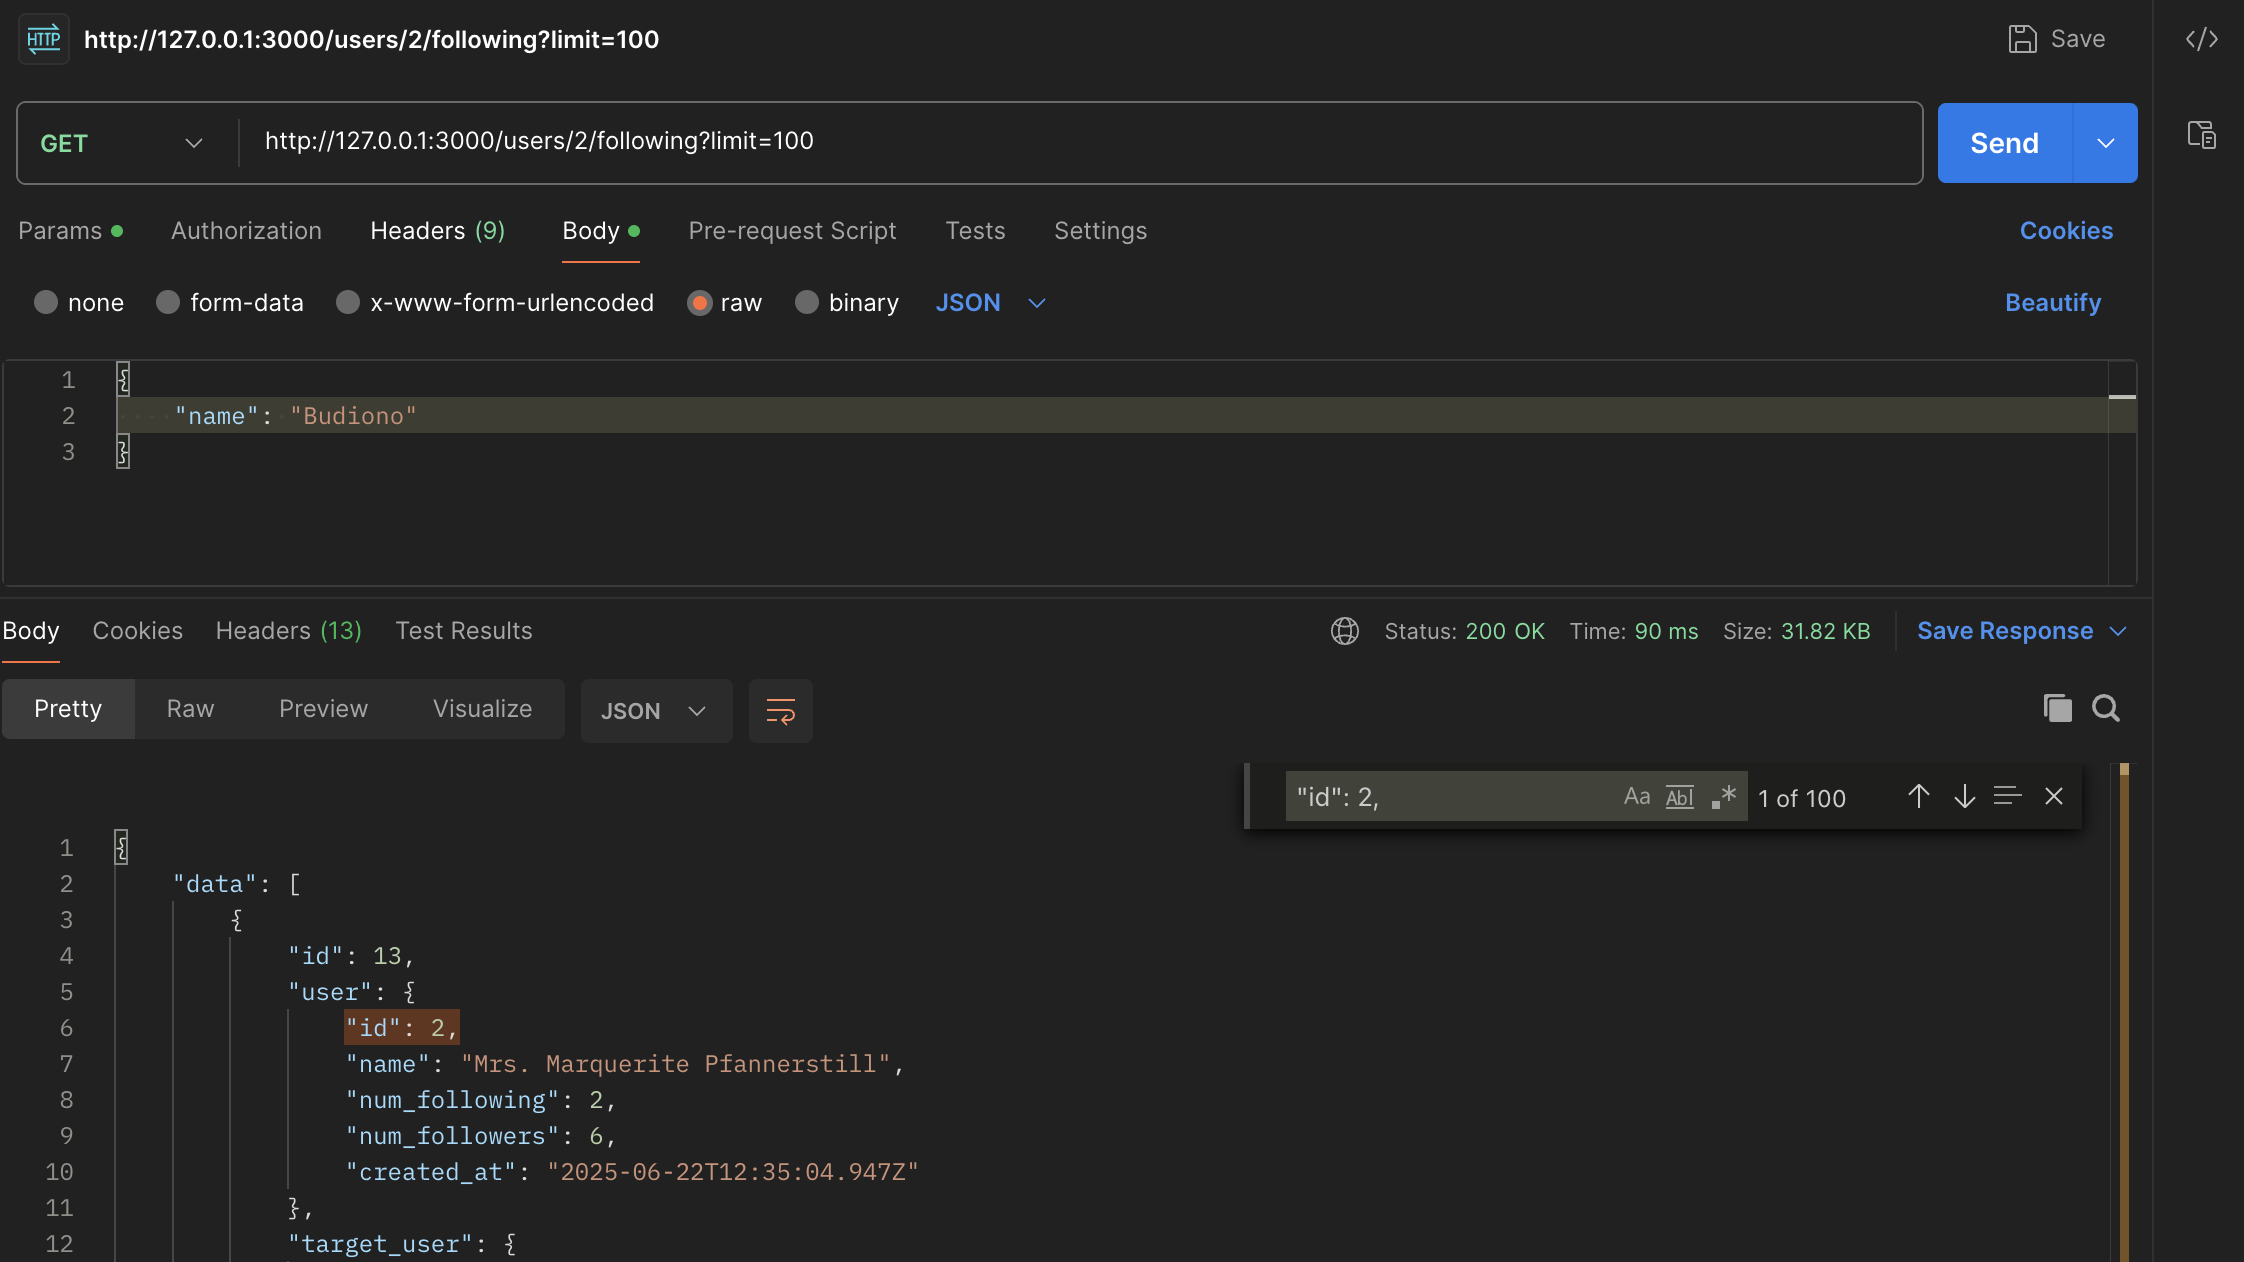 HTTP http://127.0.0.1:3000/users/2/following?limit=100 Save
GET http://127.0.0.1:3000/users/2/following?limit=100 Send
Params Authorization Headers (9) Body Pre-request Script Tests Settings Cookies
none form-data x-www-form-urlencoded raw binary JSON Beautify
1 {
2 "name": "Budiono"
3 }
Body Cookies Headers (13) Test Results Status: 200 OK Time: 90 ms Size: 31.82 KB Save Response
Pretty Raw Preview Visualize JSON
"id": 2, Aa Abl .* 1 of 100
1 {
2 "data": [
3 {
4 "id": 13,
5 "user": {
6 "id": 2,
7 "name": "Mrs. Marquerite Pfannerstill",
8 "num_following": 2,
9 "num_followers": 6,
10 "created_at": "2025-06-22T12:35:04.947Z"
11 },
12 "target_user": {